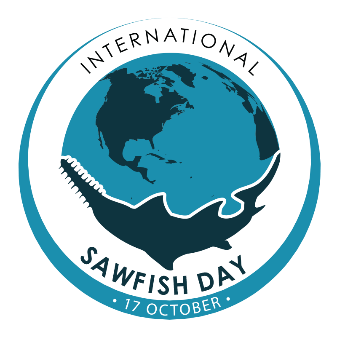 INTERNATIONAL
SAWFISH DAY
• 17 OCTOBER •